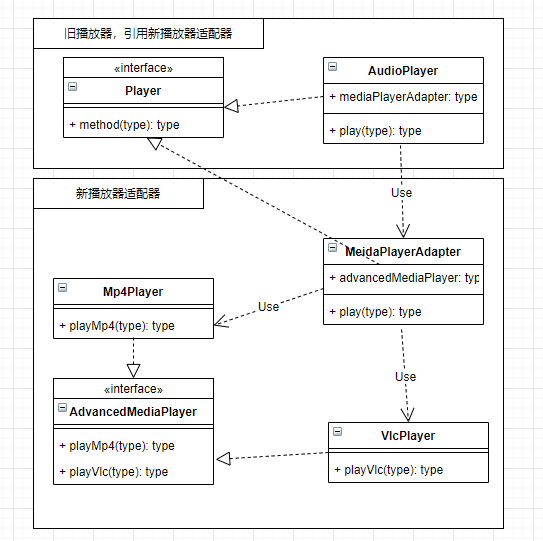 旧播放器，引用新播放器适配器
«interface»
Player
+ method(type): type
AudioPlayer
+ mediaPlayerAdapter: type
+ play(type): type
Use
新播放器适配器
MeidaPlayerAdapter
+ advancedMediaPlayer: typ
+ play(type): type
Mp4Player
+ playMp4(type): type
Use
Use
«interface»
AdvancedMediaPlayer
+ playMp4(type): type
+ playVlc(type): type
VlcPlayer
+ playVlc(type): type